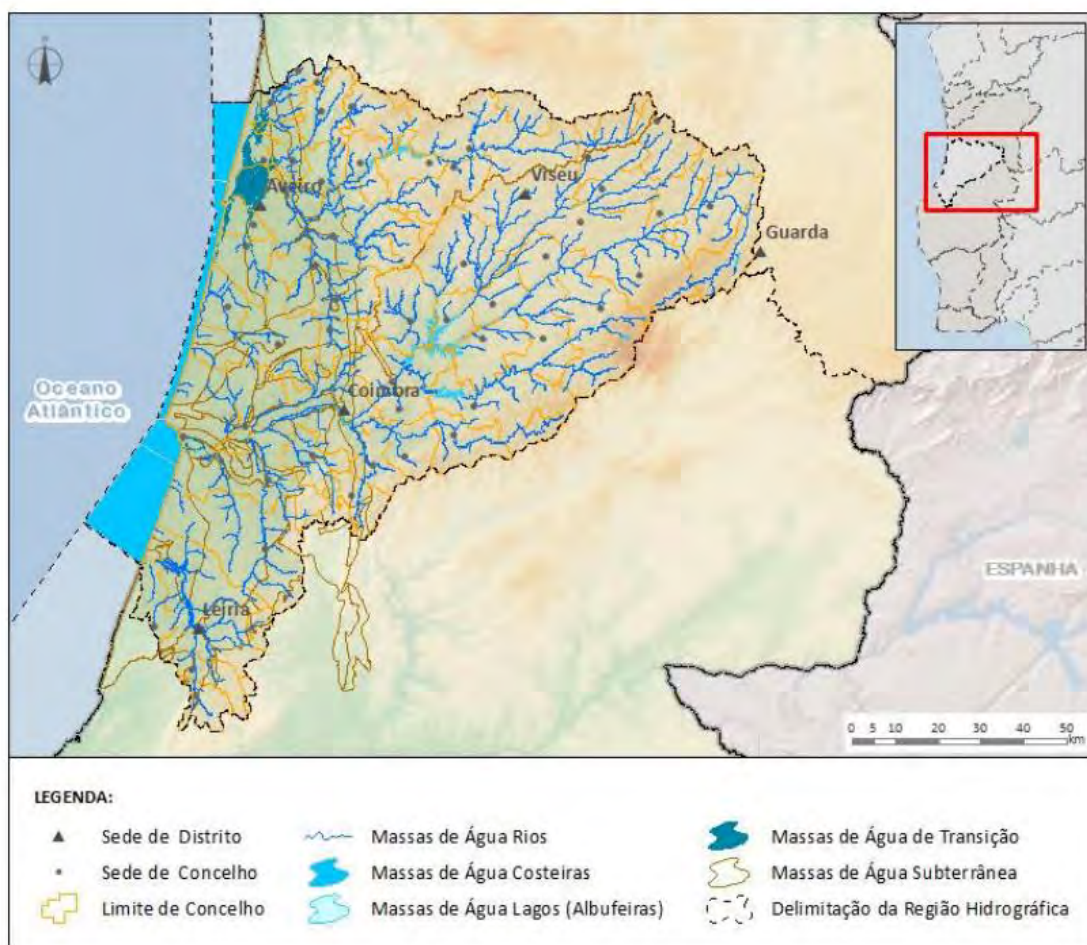 N
Aveiro
Viseu
Guarda
Oceano
Atlântico
Coimbra
ESPANHA
Leiria
0 5 10 20 30 40 50
km
LEGENDA:
Sede de Distrito
Massas de Água Rios
Massas de Água de Transição
Sede de Concelho
Massas de Água Costeiras
Massas de Água Subterrânea
Limite de Concelho
Massas de Água Lagos (Albufeiras)
Delimitação da Região Hidrográfica